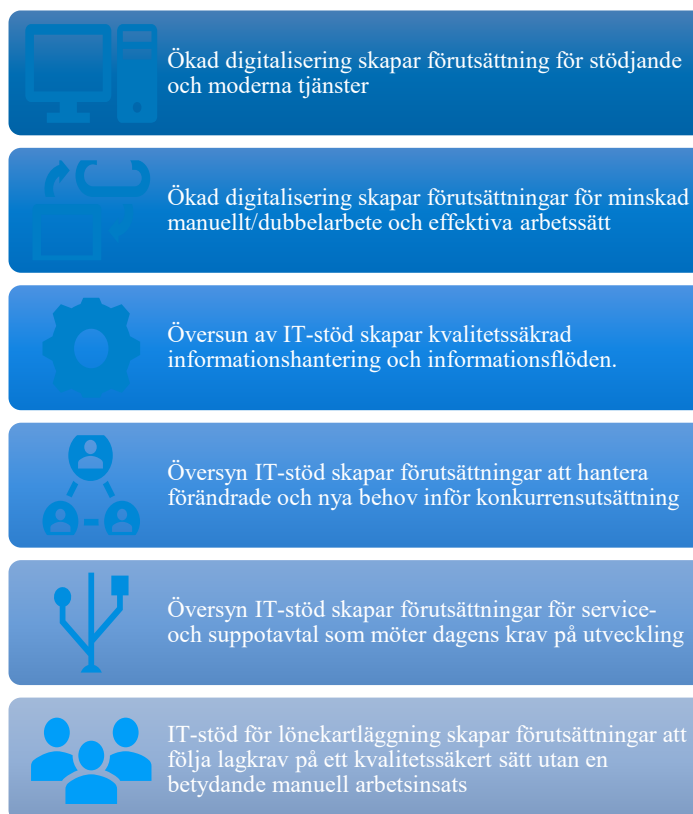 Ökad digitalisering skapar förutsättning för stödjande
och moderna tjänster
Ökad digitalisering skapar förutsättningar för minskad
manuellt/dubbelarbete och effektiva arbetssätt
Översun av IT-stöd skapar kvalitetssäkrad
informationshantering och informationsflöden.
Översyn IT-stöd skapar förutsättningar att hantera
förändrade och nya behov inför konkurrensutsättning
Översyn IT-stöd skapar förutsättningar för service-
och suppotavtal som möter dagens krav på utveckling
IT-stöd för lönekartläggning skapar förutsättningar att
följa lagkrav på ett kvalitetssäkert sätt utan en
betydande manuell arbetsinsats